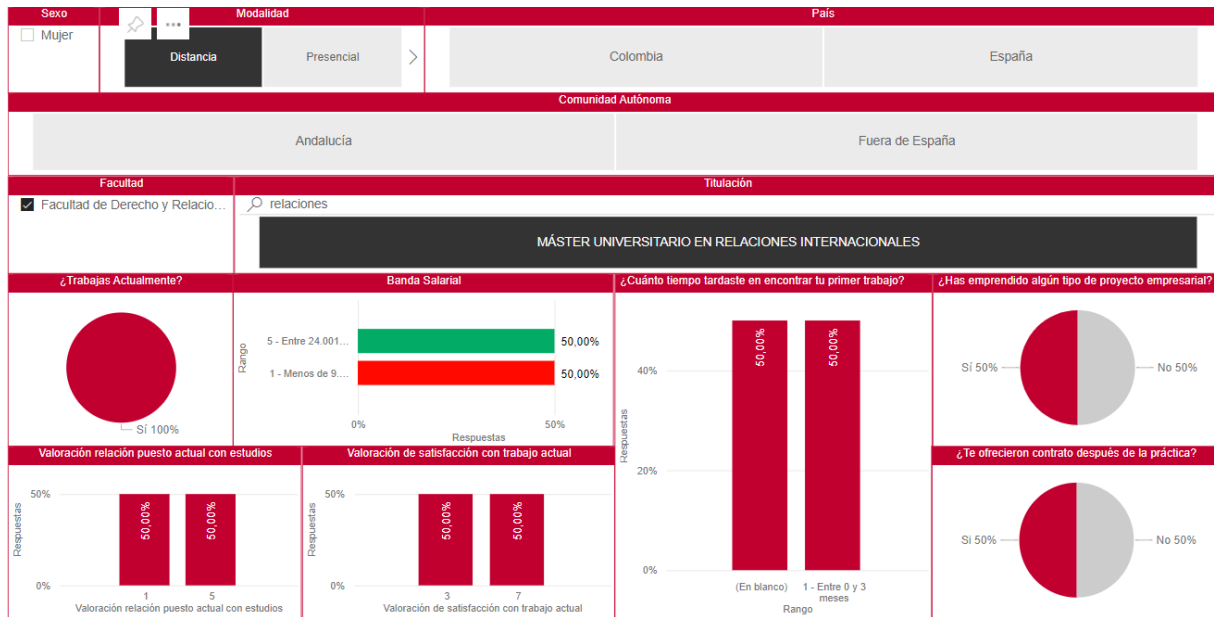 Sexo
Modalidad
País
Mujer
Distancia
Presencial
Colombia
España
Comunidad Autónoma
Andalucía
Fuera de España
Facultad
Titulación
Facultad de Derecho y Relacio...
relaciones
MÁSTER UNIVERSITARIO EN RELACIONES INTERNACIONALES
¿Trabajas Actualmente?
Sí 100%
Banda Salarial
Rango
5 - Entre 24.001...
50,00%
1 - Menos de 9....
50,00%
0%
50%
Respuestas
¿Cuánto tiempo tardaste en encontrar tu primer trabajo?
Respuestas
40%
20%
0%
50,00%
50,00%
(En blanco)
1 - Entre 0 y 3
meses
Rango
¿Has emprendido algún tipo de proyecto empresarial?
Sí 50%
No 50%
Valoración relación puesto actual con estudios
Respuestas
50%
0%
50,00%
50,00%
1
5
Valoración relación puesto actual con estudios
Valoración de satisfacción con trabajo actual
Respuestas
50%
0%
50,00%
50,00%
3
7
Valoración de satisfacción con trabajo actual
¿Te ofrecieron contrato después de la práctica?
Si 50%
No 50%